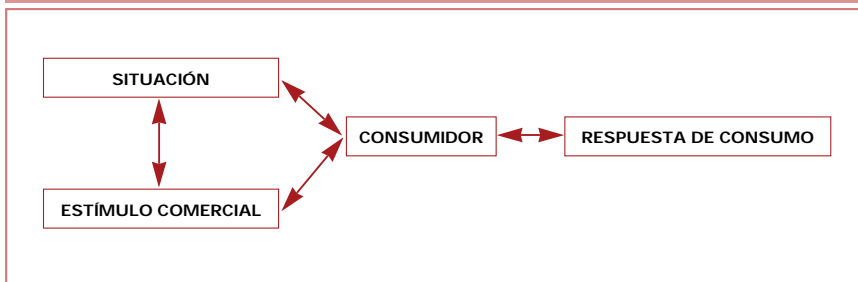 SITUACIÓN
CONSUMIDOR
RESPUESTA DE CONSUMO
ESTÍMULO COMERCIAL